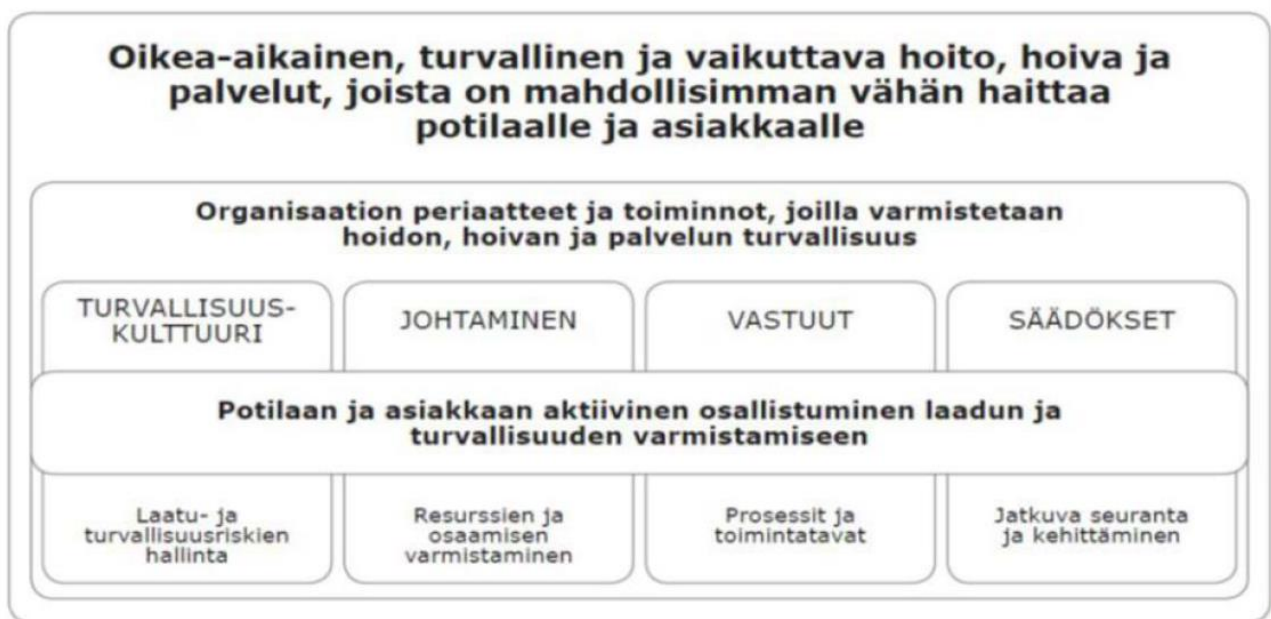 Oikea-aikainen, turvallinen ja vaikuttava hoito, hoiva ja
palvelut, joista on mahdollisimman vähän haittaa
potilaalle ja asiakkaalle
Organisaation periaatteet ja toiminnot, joilla varmistetaan
hoidon, hoivan ja palvelun turvallisuus
TURVALLISUUS-
KULTTUURI
JOHTAMINEN
VASTUUT
SÄÄDÖKSET
Potilaan ja asiakkaan aktiivinen osallistuminen laadun ja
turvallisuuden varmistamiseen
Laatu- ja
turvallisuusriskien
hallinta
Resurssien ja
osaamisen
varmistaminen
Prosessit ja
toimintatavat
Jatkuva seuranta
ja kehittäminen